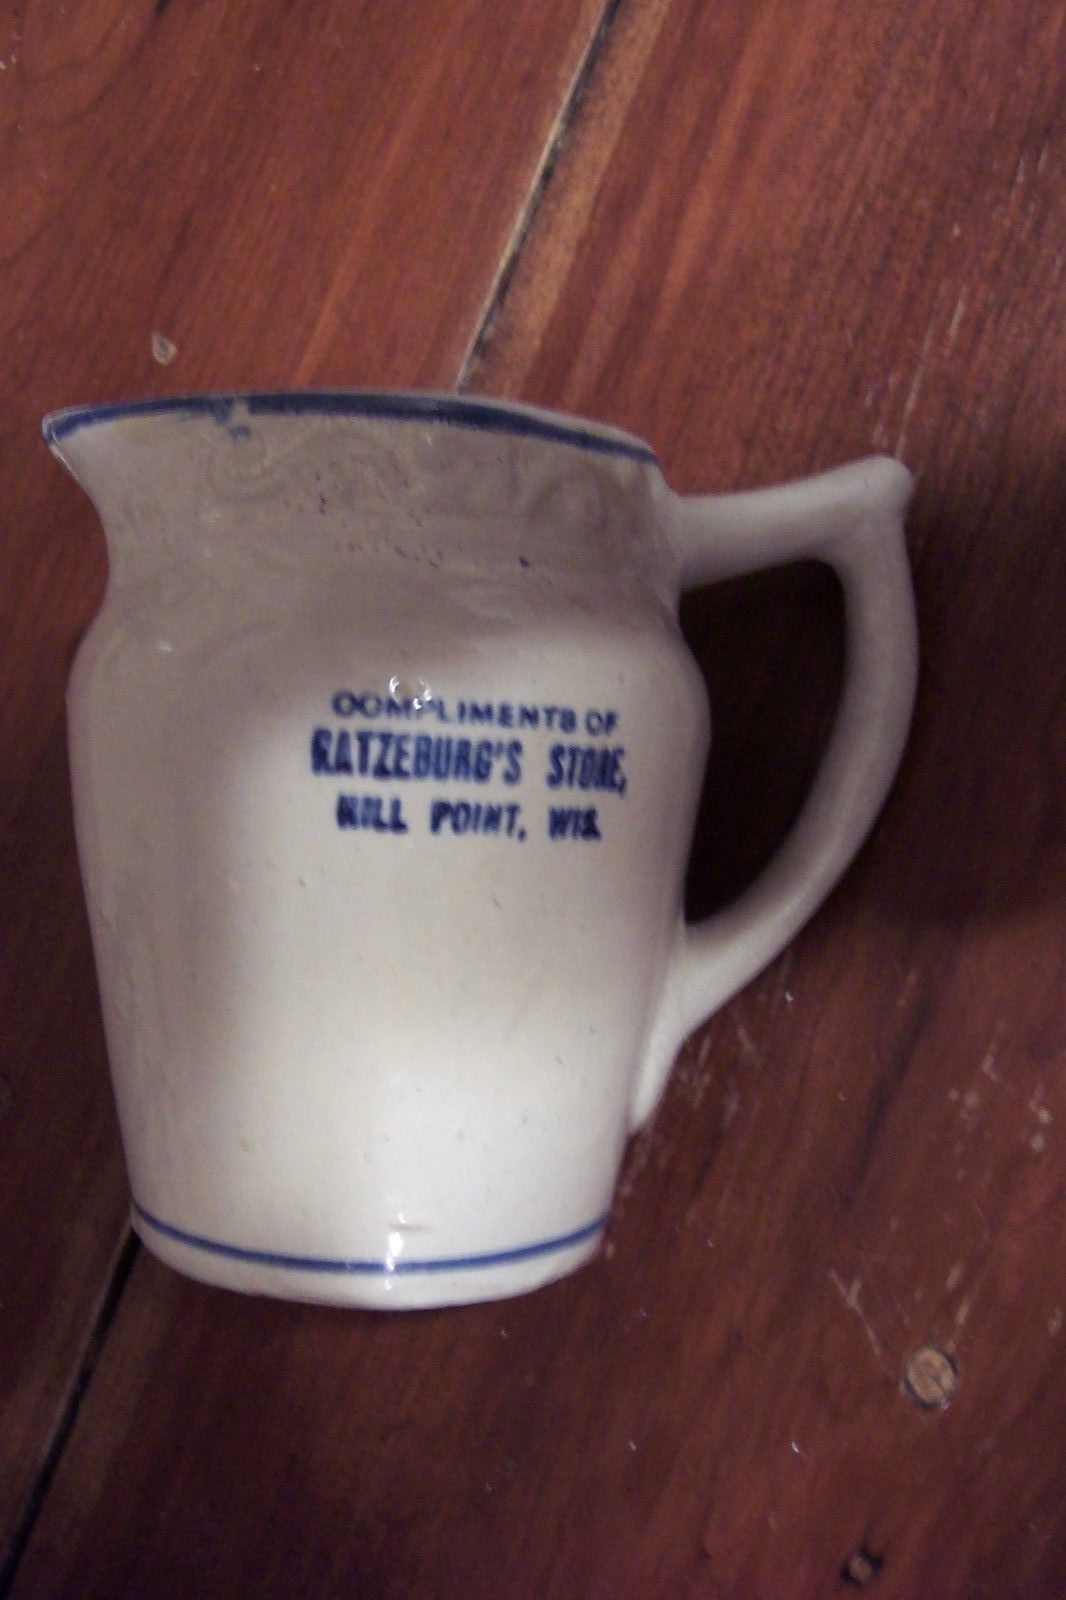 COMPLIMENTS OF
RATZEBURG'S STORE,
HILL POINT, WIS.